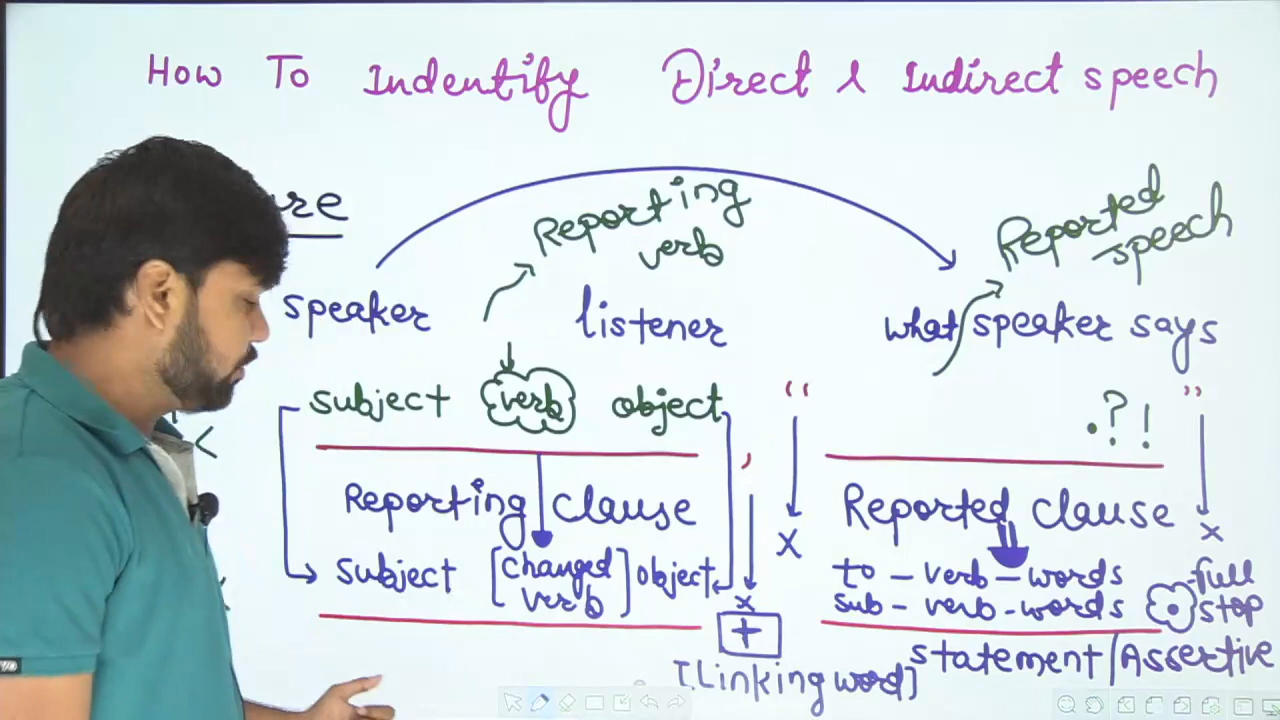 How To Indentify Direct & Indirect speech
Reporting verb
Reported speech
speaker listener what speaker says
subject verb object , " .?! "
Reporting Clause Reported clause
subject [changed verb] object x x x
to - verb - words
sub - verb - words . full stop
+
[Linking word] statement/Assertive